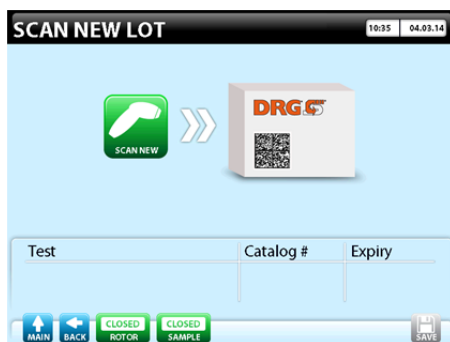 SCAN NEW LOT 10:35 04.03.14
SCAN NEW
DRG
Test Catalog # Expiry
MAIN BACK CLOSED ROTOR CLOSED SAMPLE SAVE